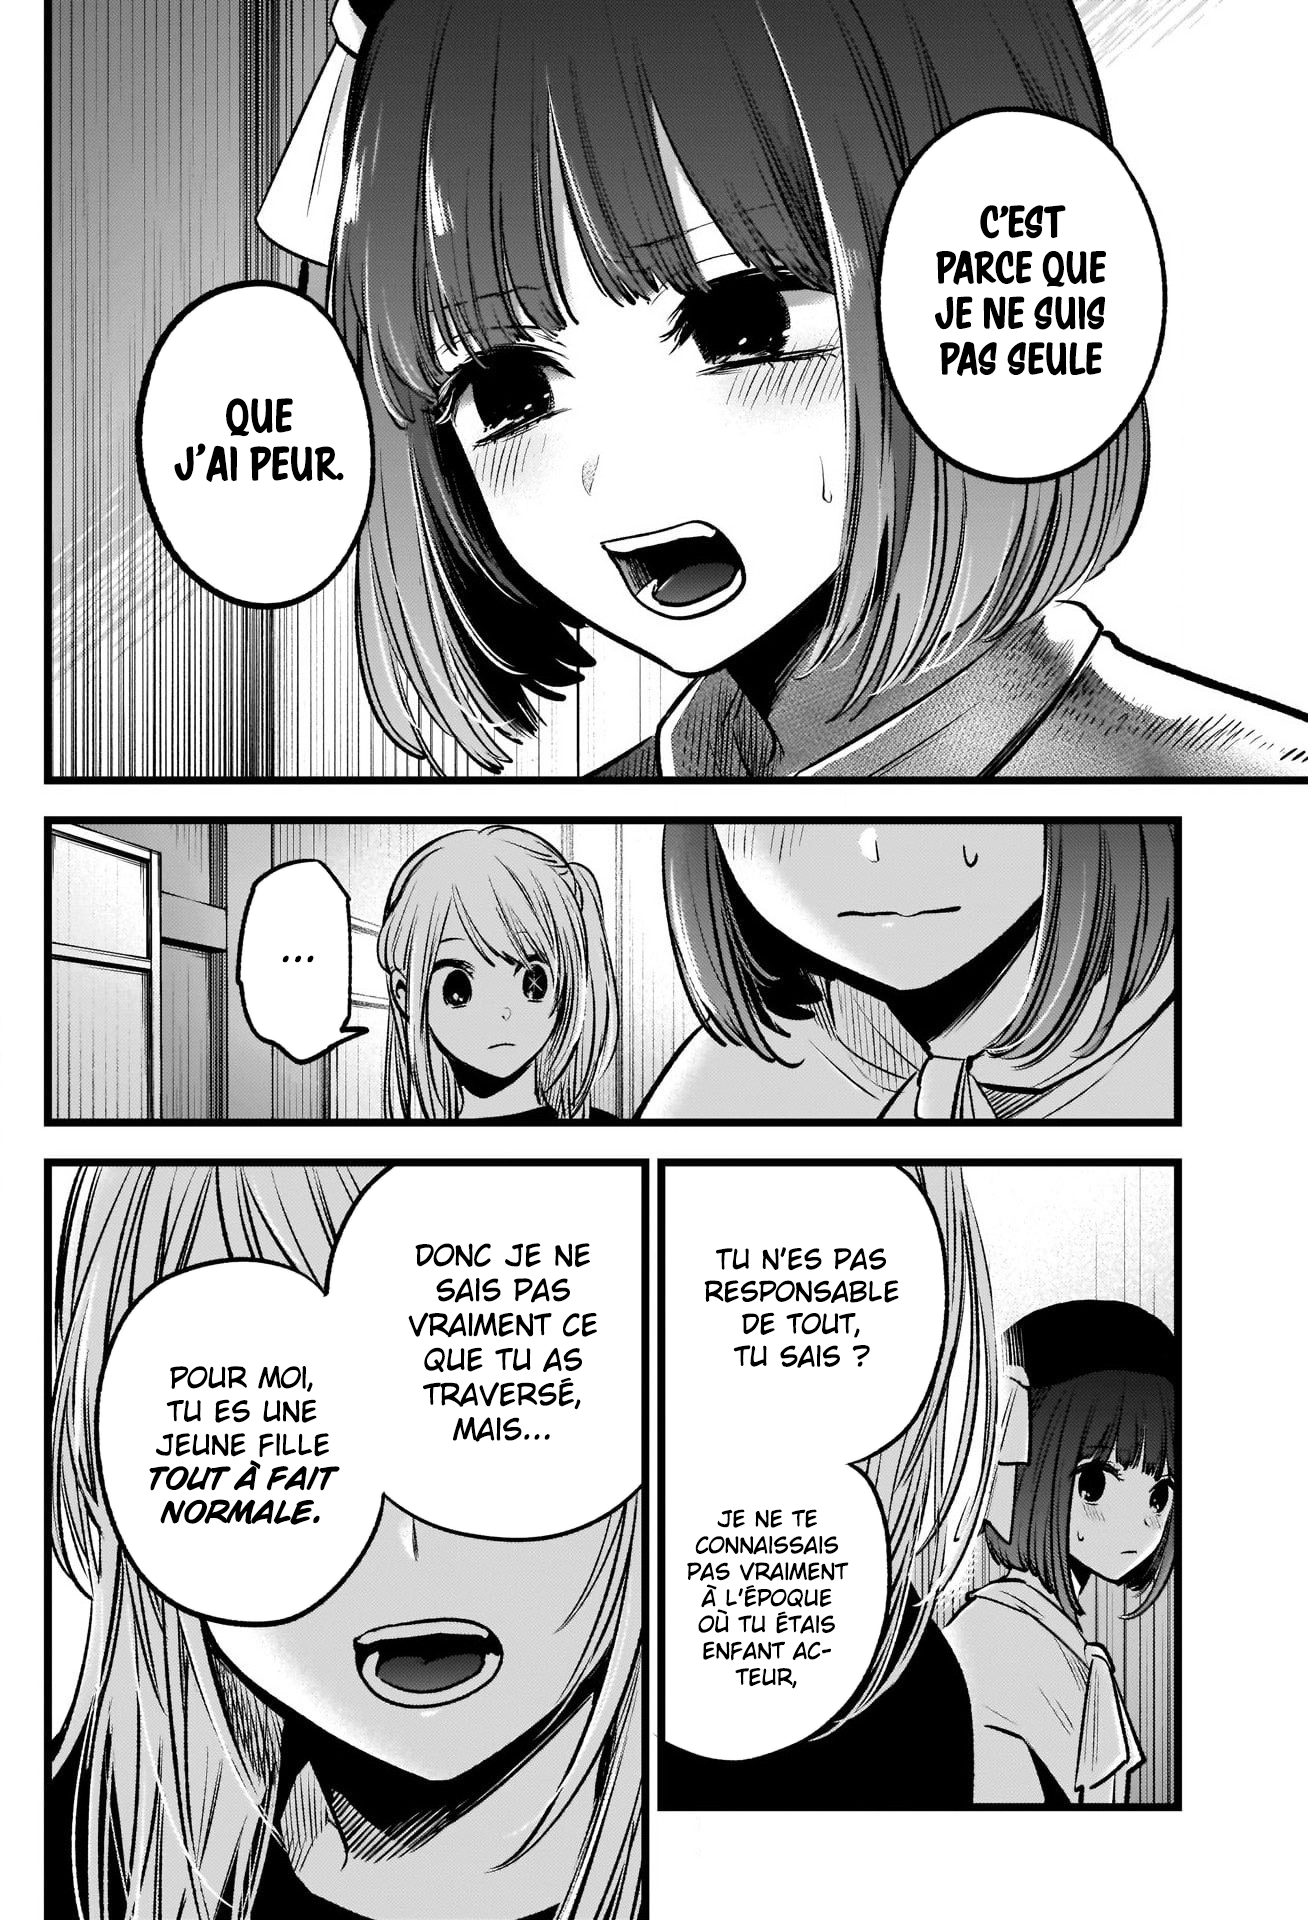 C'EST
PARCE QUE
JE NE SUIS
PAS SEULE
QUE
J'AI PEUR.
...
TU N'ES PAS
RESPONSABLE
DE TOUT,
TU SAIS ?
JE NE TE
CONNAISSAIS
PAS VRAIMENT
À L'ÉPOQUE
OÙ TU ÉTAIS
ENFANT AC-
TEUR,
DONC JE NE
SAIS PAS
VRAIMENT CE
QUE TU AS
TRAVERSÉ,
MAIS...
POUR MOI,
TU ES UNE
JEUNE FILLE
TOUT À FAIT
NORMALE.